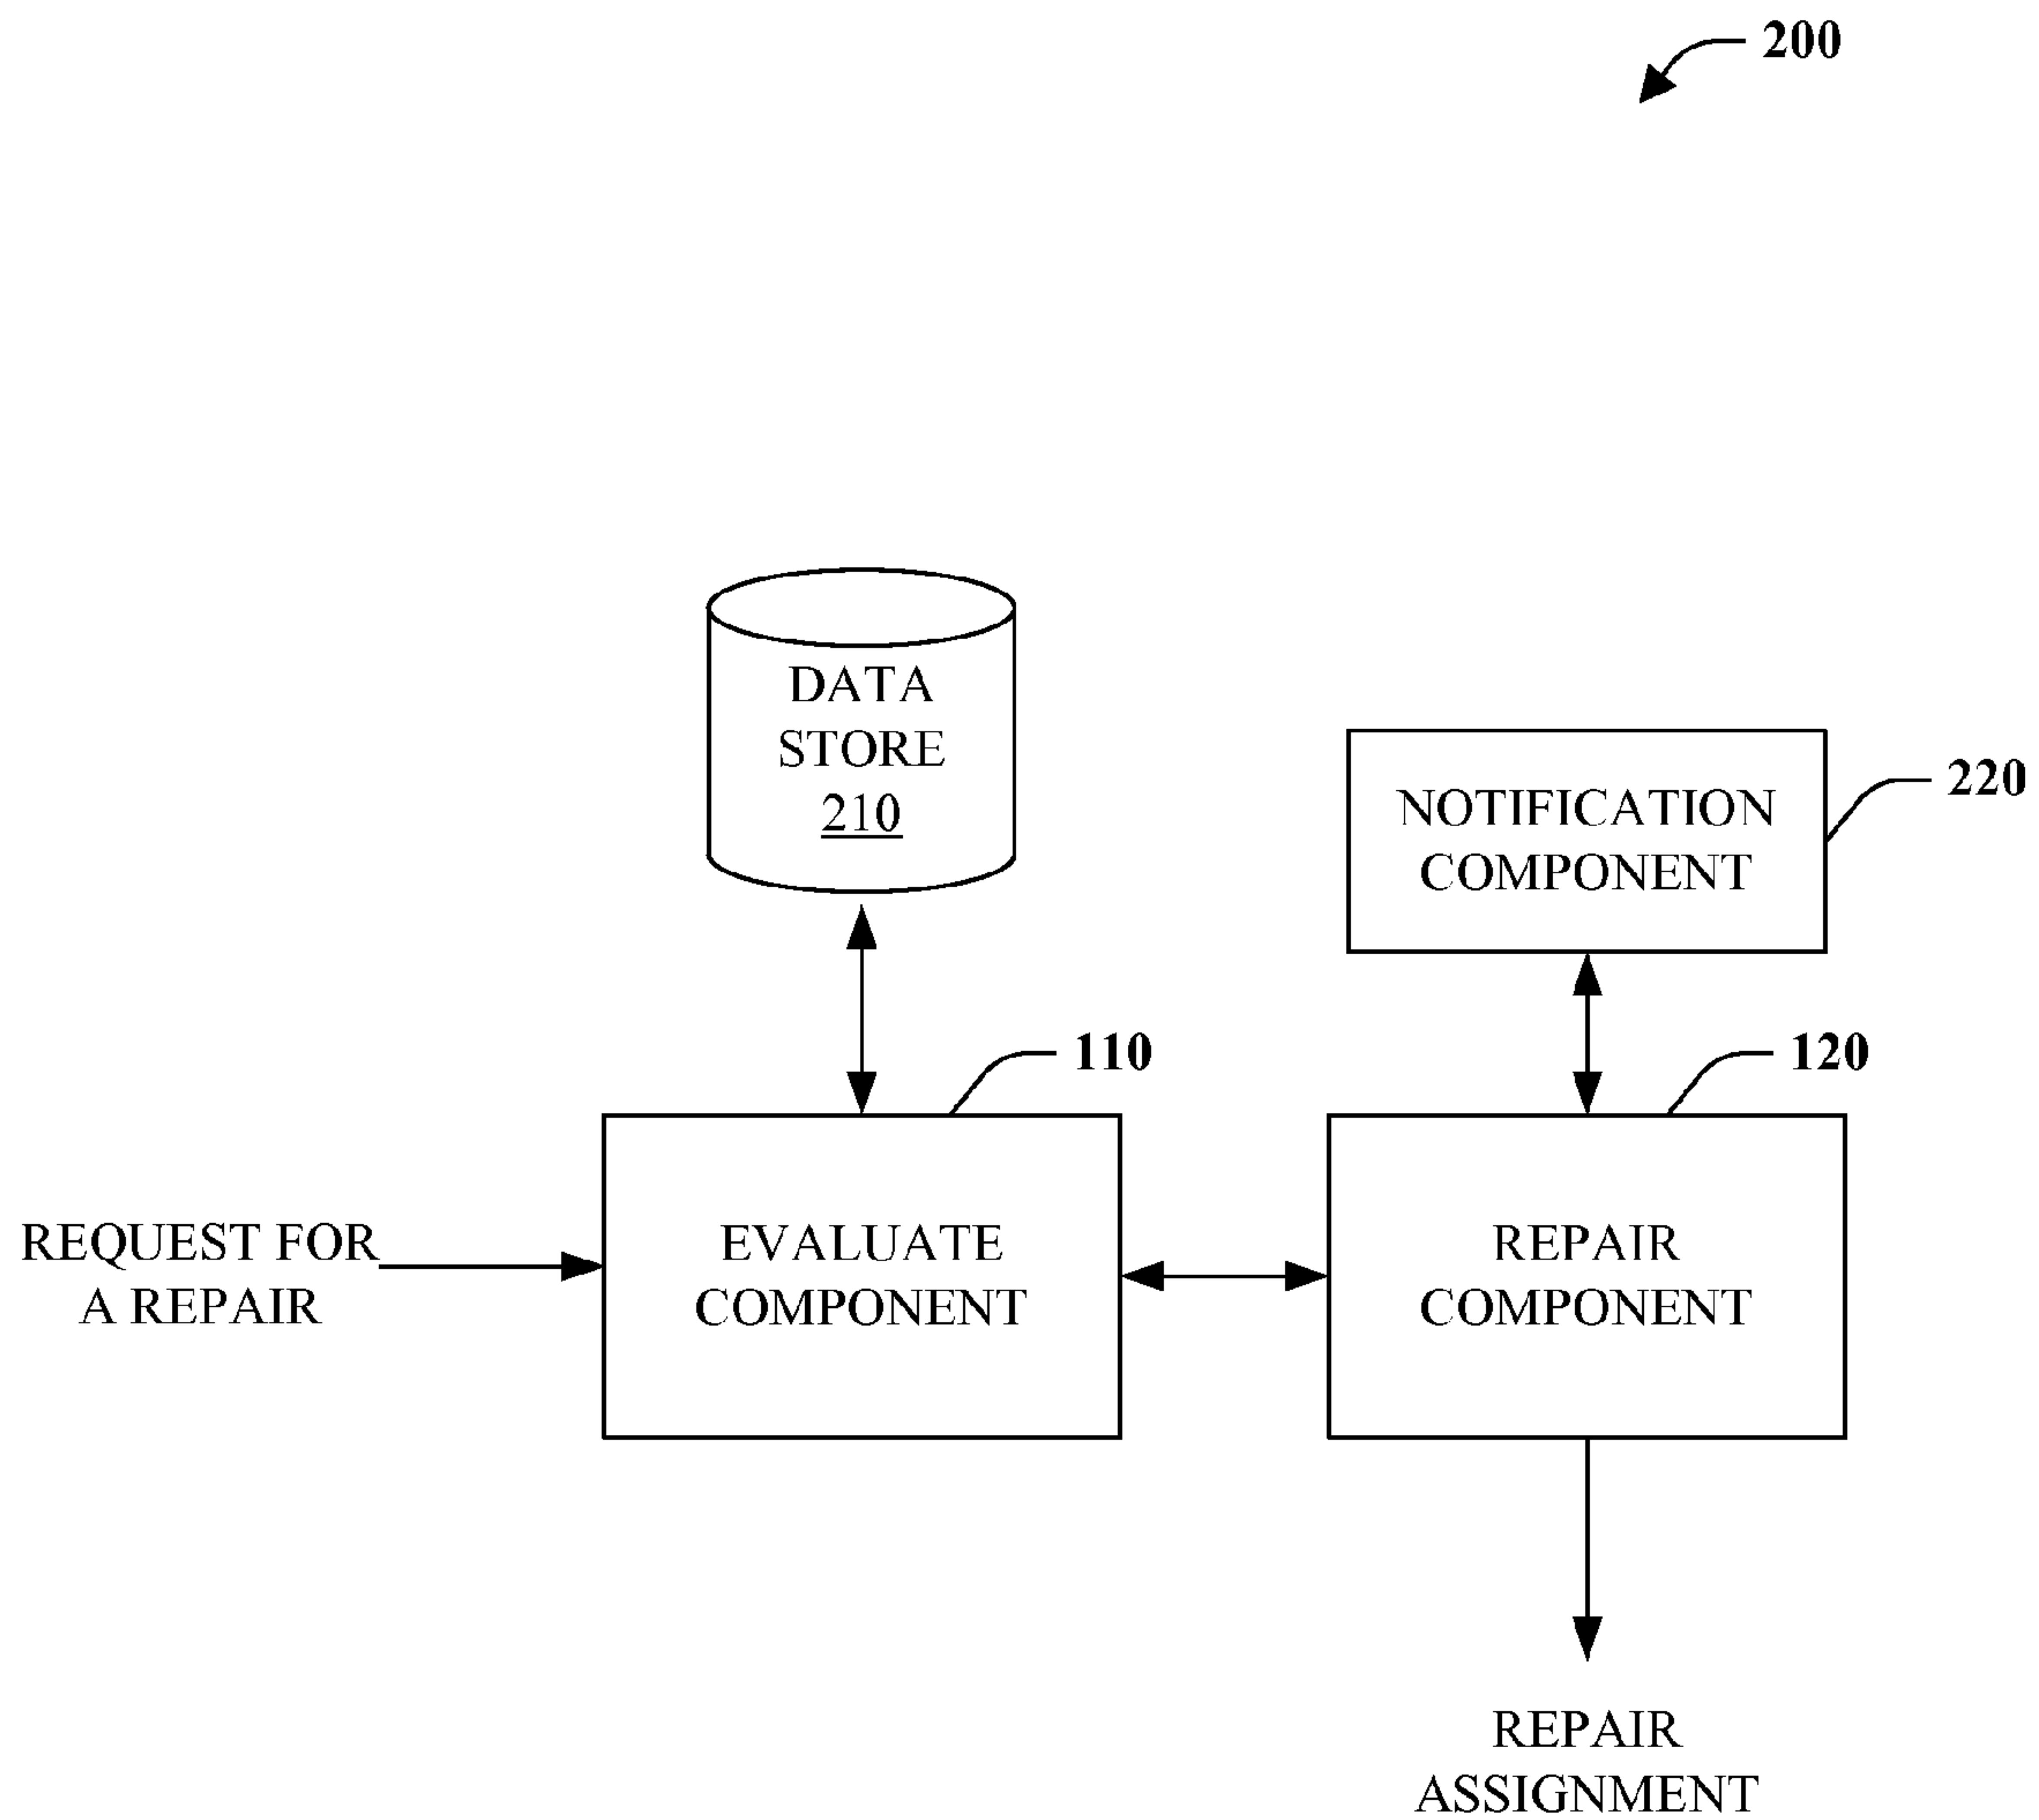 200
DATA
STORE
210
NOTIFICATION
COMPONENT
220
110
120
REQUEST FOR
A REPAIR
EVALUATE
COMPONENT
REPAIR
COMPONENT
REPAIR
ASSIGNMENT